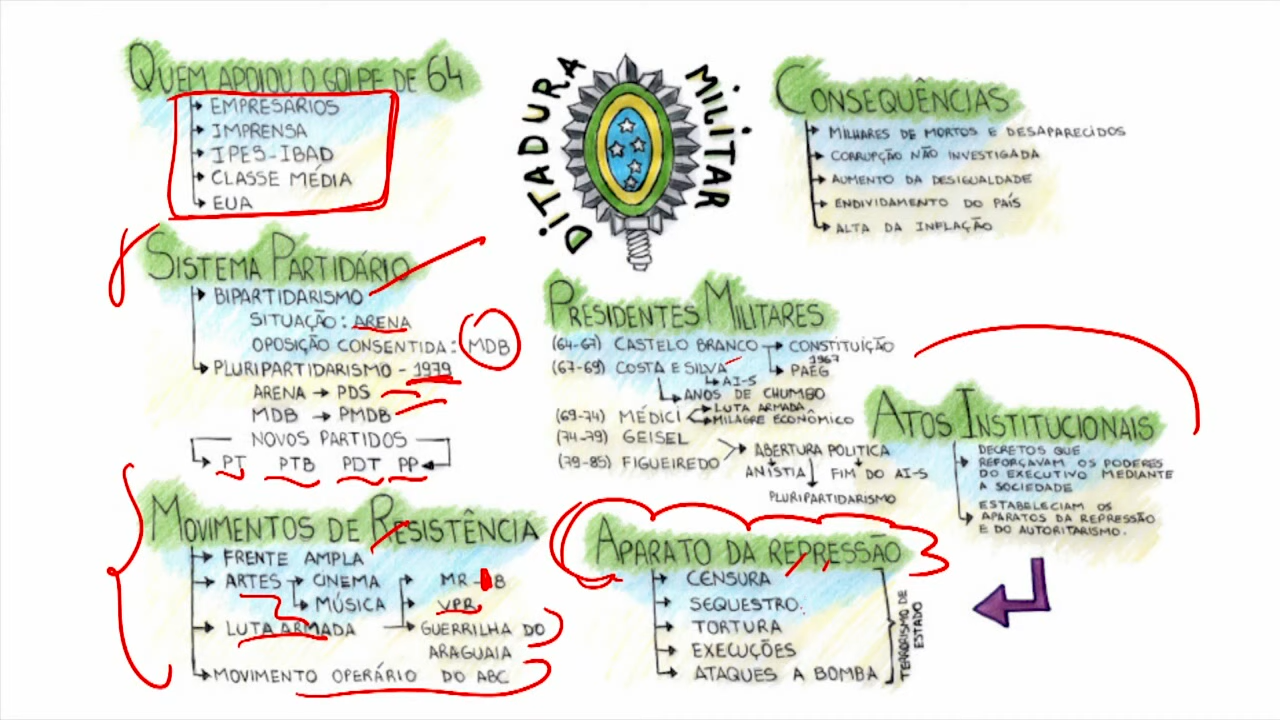 QUEM APOIOU O GOLPE DE 64
EMPRESÁRIOS
IMPRENSA
IPES-IBAD
CLASSE MÉDIA
EUA
DITADURA MILITAR
CONSEQUÊNCIAS
MILHARES DE MORTOS E DESAPARECIDOS
CORRUPÇÃO NÃO INVESTIGADA
AUMENTO DA DESIGUALDADE
ENDIVIDAMENTO DO PAÍS
ALTA DA INFLAÇÃO
SISTEMA PARTIDÁRIO
BIPARTIDARISMO
SITUAÇÃO: ARENA
OPOSIÇÃO CONSENTIDA: MDB
PLURIPARTIDARISMO - 1979
ARENA → PDS
MDB → PMDB
NOVOS PARTIDOS
PT PTB PDT PP
PRESIDENTES MILITARES
(64-67) CASTELO BRANCO → CONSTITUIÇÃO
1967
(67-69) COSTA E SILVA → PAEG
AI-5
ANOS DE CHUMBO
LUTA ARMADA
(69-74) MÉDICI MILAGRE ECONÔMICO
(74-79) GEISEL
ABERTURA POLITICA
(79-85) FIGUEIREDO
ANISTIA FIM DO AI-5
PLURIPARTIDARISMO
ATOS INSTITUCIONAIS
DECRETOS QUE
REFORÇAVAM OS PODERES
DO EXECUTIVO MEDIANTE
A SOCIEDADE
ESTABELECIAM OS
APARATOS DA REPRESSÃO
E DO AUTORITARISMO.
MOVIMENTOS DE RESISTÊNCIA
FRENTE AMPLA
ARTES → CINEMA
MÚSICA
LUTA ARMADA
MR-8
VPR
GUERRILHA DO
ARAGUAIA
MOVIMENTO OPERÁRIO DO ABC
APARATO DA REPRESSÃO
CENSURA
SEQUESTRO
TORTURA
EXECUÇÕES
ATAQUES A BOMBA
TERRORISMO DE
ESTADO